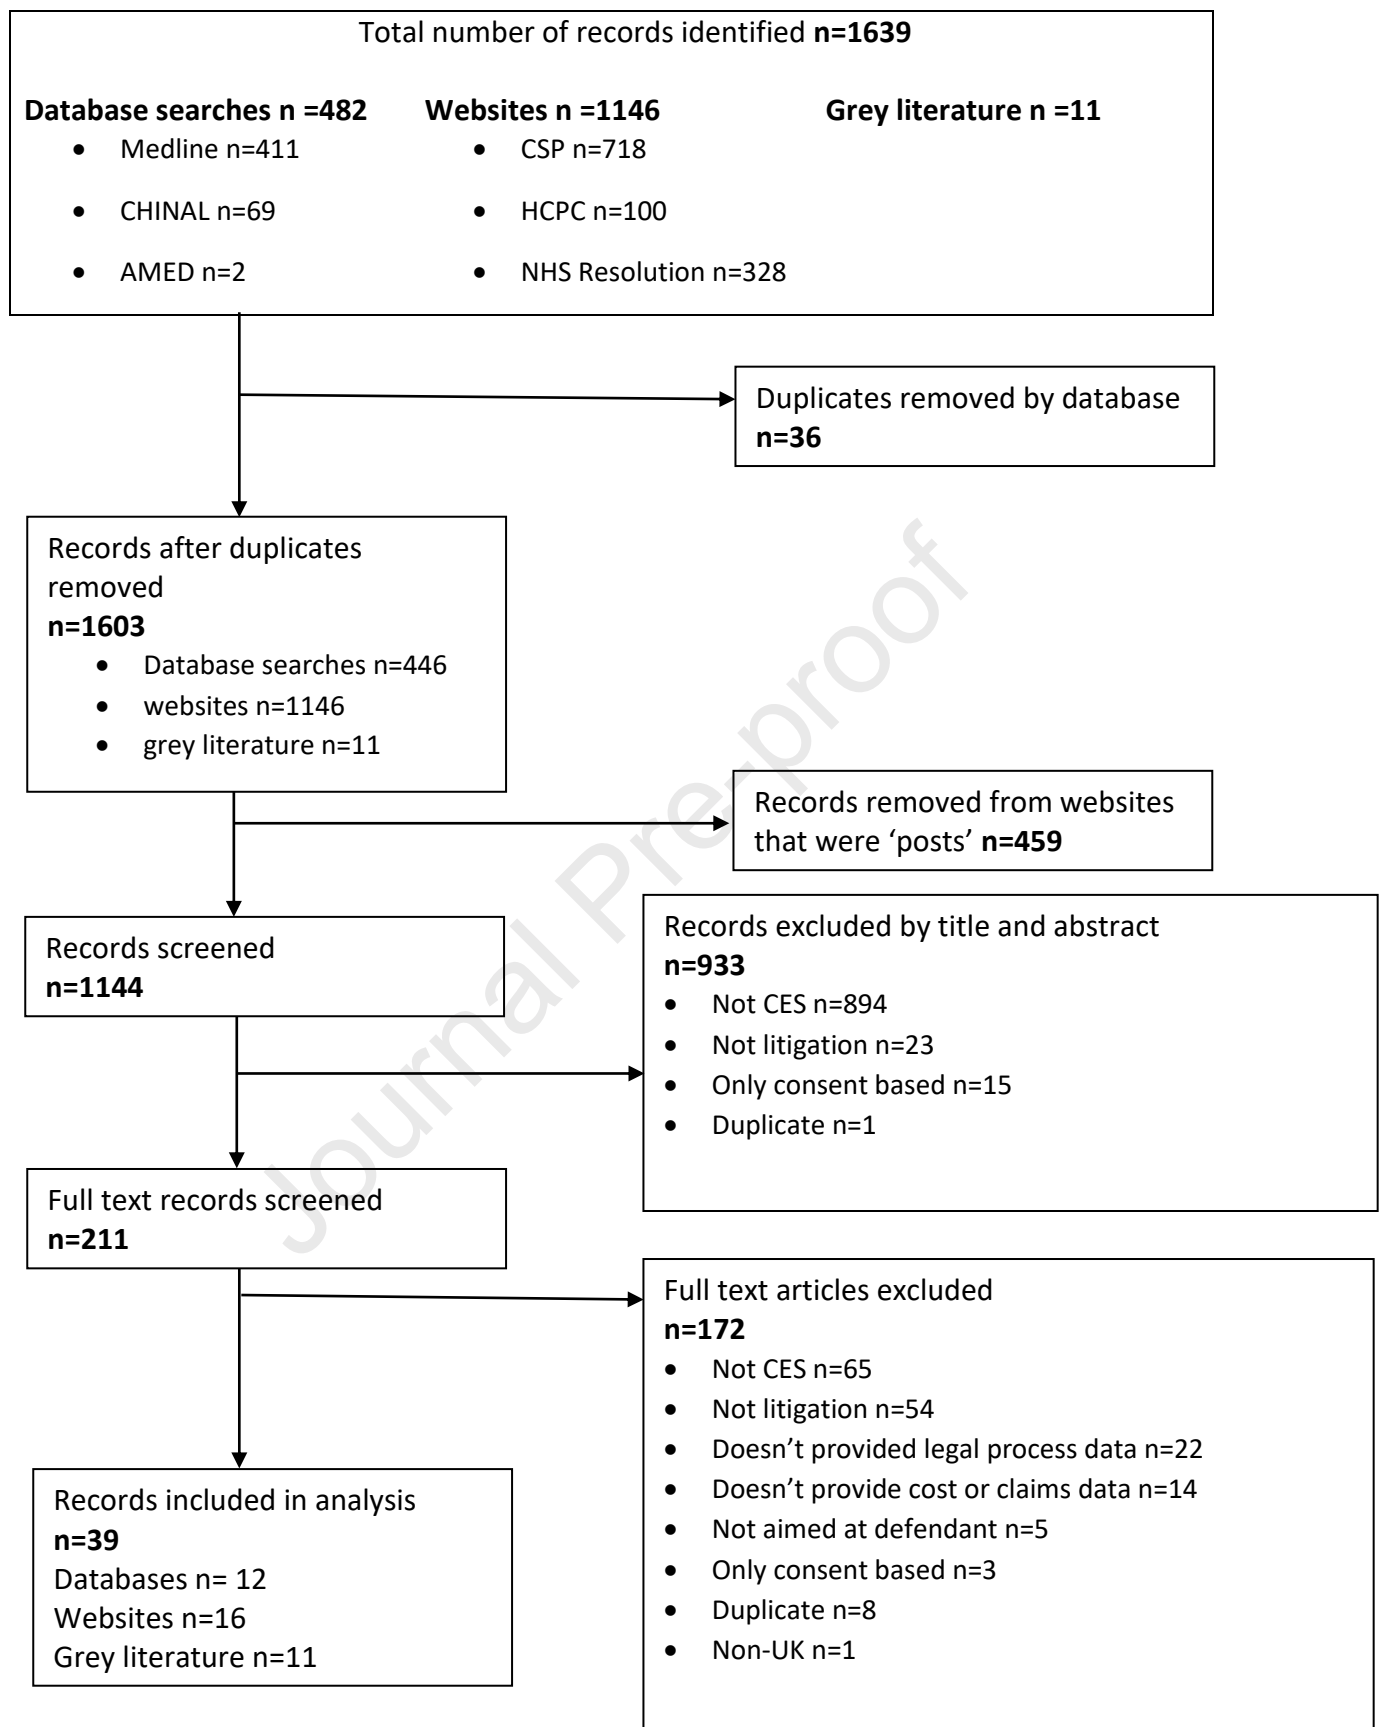 Total number of records identified n=1639
Database searches n =482
Websites n =1146
Grey literature n =11
• Medline n=411
• CHINAL n=69
• AMED n=2
• CSP n=718
• HCPC n=100
• NHS Resolution n=328
Duplicates removed by database
n=36
Records after duplicates
removed
n=1603
• Database searches n=446
• websites n=1146
• grey literature n=11
Records removed from websites
that were ‘posts’ n=459
Records screened
n=1144
Records excluded by title and abstract
n=933
• Not CES n=894
• Not litigation n=23
• Only consent based n=15
• Duplicate n=1
Full text records screened
n=211
Full text articles excluded
n=172
• Not CES n=65
• Not litigation n=54
• Doesn’t provided legal process data n=22
• Doesn’t provide cost or claims data n=14
• Not aimed at defendant n=5
• Only consent based n=3
• Duplicate n=8
• Non-UK n=1
Records included in analysis
n=39
Databases n= 12
Websites n=16
Grey literature n=11
Journal Pre-proof